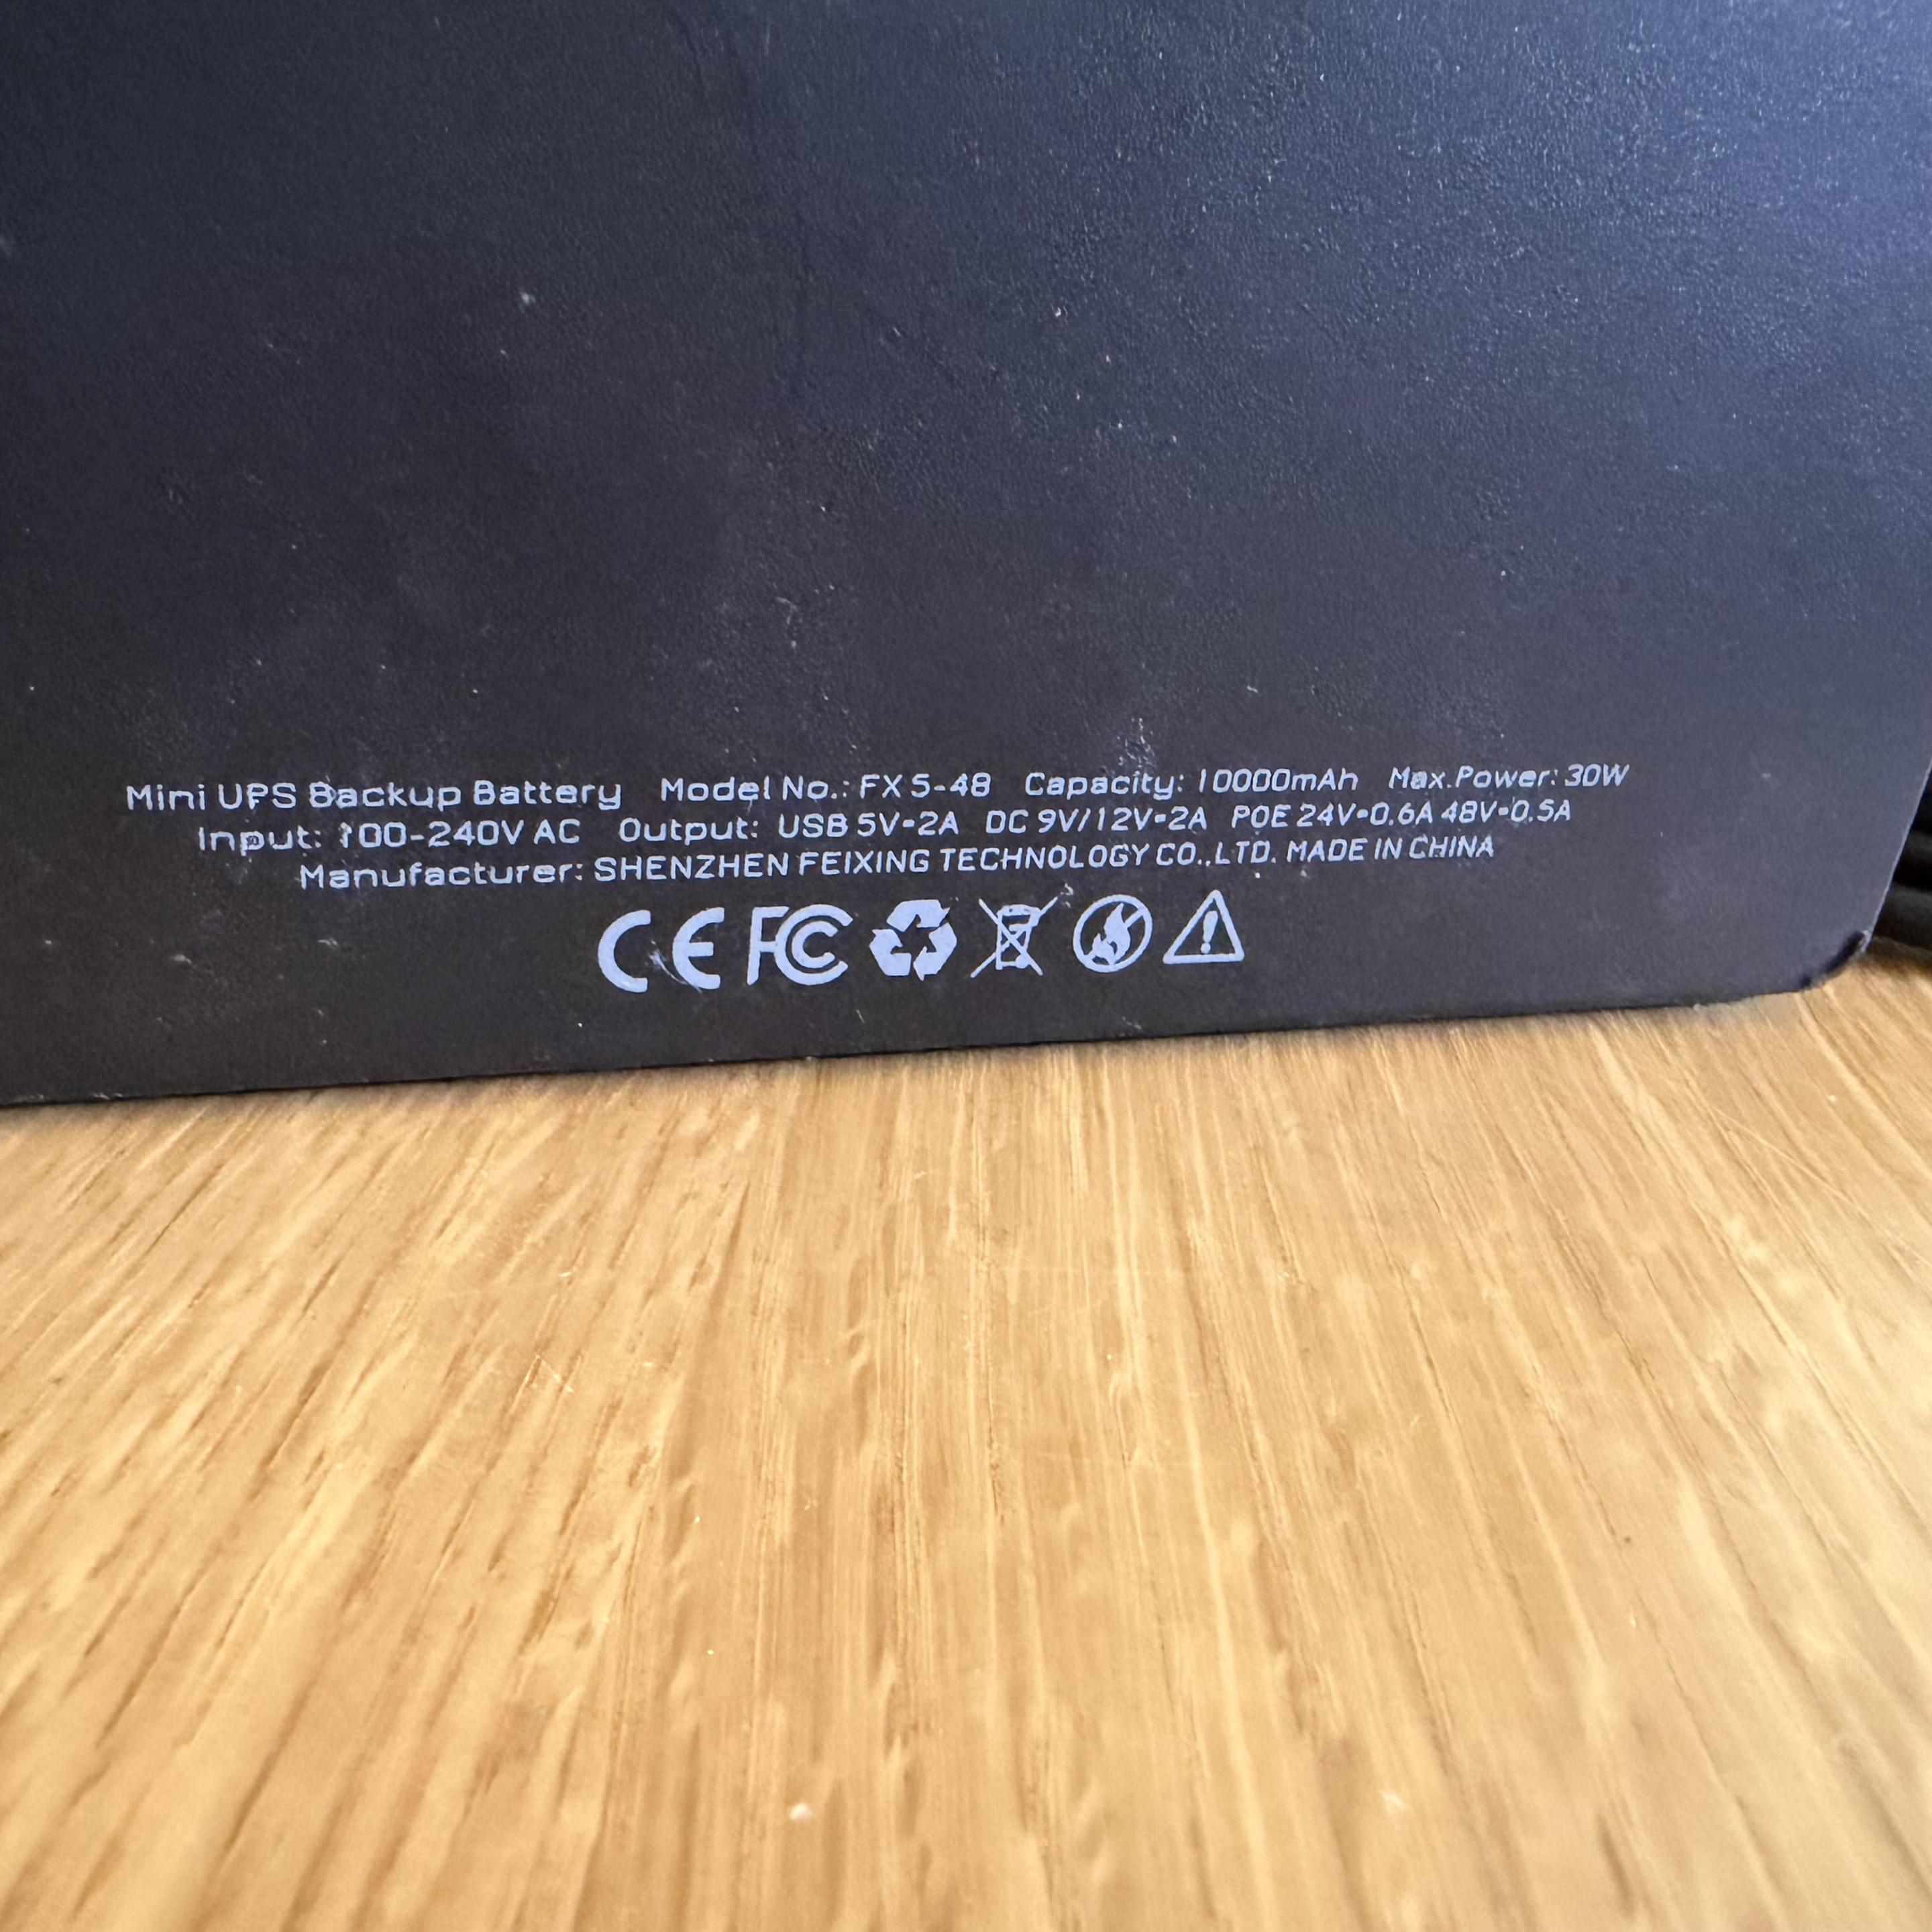 Mini UPS Backup Battery Model No.: FX 5-48 Capacity: 10000mAh Max.Power: 30W
Input: 100-240V AC Output: USB 5V⎓2A DC 9V/12V⎓2A POE 24V⎓0.6A 48V⎓0.5A
Manufacturer: SHENZHEN FEIXING TECHNOLOGY CO.,LTD. MADE IN CHINA
CE FC